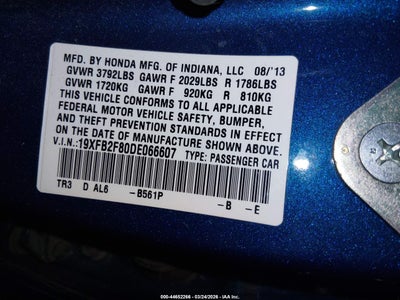 MFD. BY HONDA MFG. OF INDIANA, LLC 08/'13
GVWR 3792LBS GAWR F 2029LBS R 1786LBS
GVWR 1720KG GAWR F 920KG R 810KG
THIS VEHICLE CONFORMS TO ALL APPLICABLE
FEDERAL MOTOR VEHICLE SAFETY, BUMPER,
AND THEFT PREVENTION STANDARDS IN EFFECT
ON THE DATE OF MANUFACTURE SHOWN ABOVE.
V.I.N.:19XFB2F80DE066607 TYPE: PASSENGER CAR
TR3 D AL6 -B561P -B -E
000-44652266 - 03/24/2026 - IAA Inc.